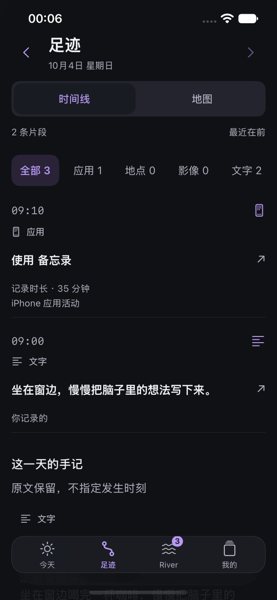 00:06
足迹
10月4日 星期日
时间线
地图
2 条片段
最近在前
全部 3
应用 1
地点 0
影像 0
文字 2
09:10
应用
使用 备忘录
记录时长 · 35 分钟
iPhone 应用活动
09:00
文字
坐在窗边，慢慢把脑子里的想法写下来。
你记录的
这一天的手记
原文保留，不指定发生时刻
文字
3
今天
足迹
River
我的